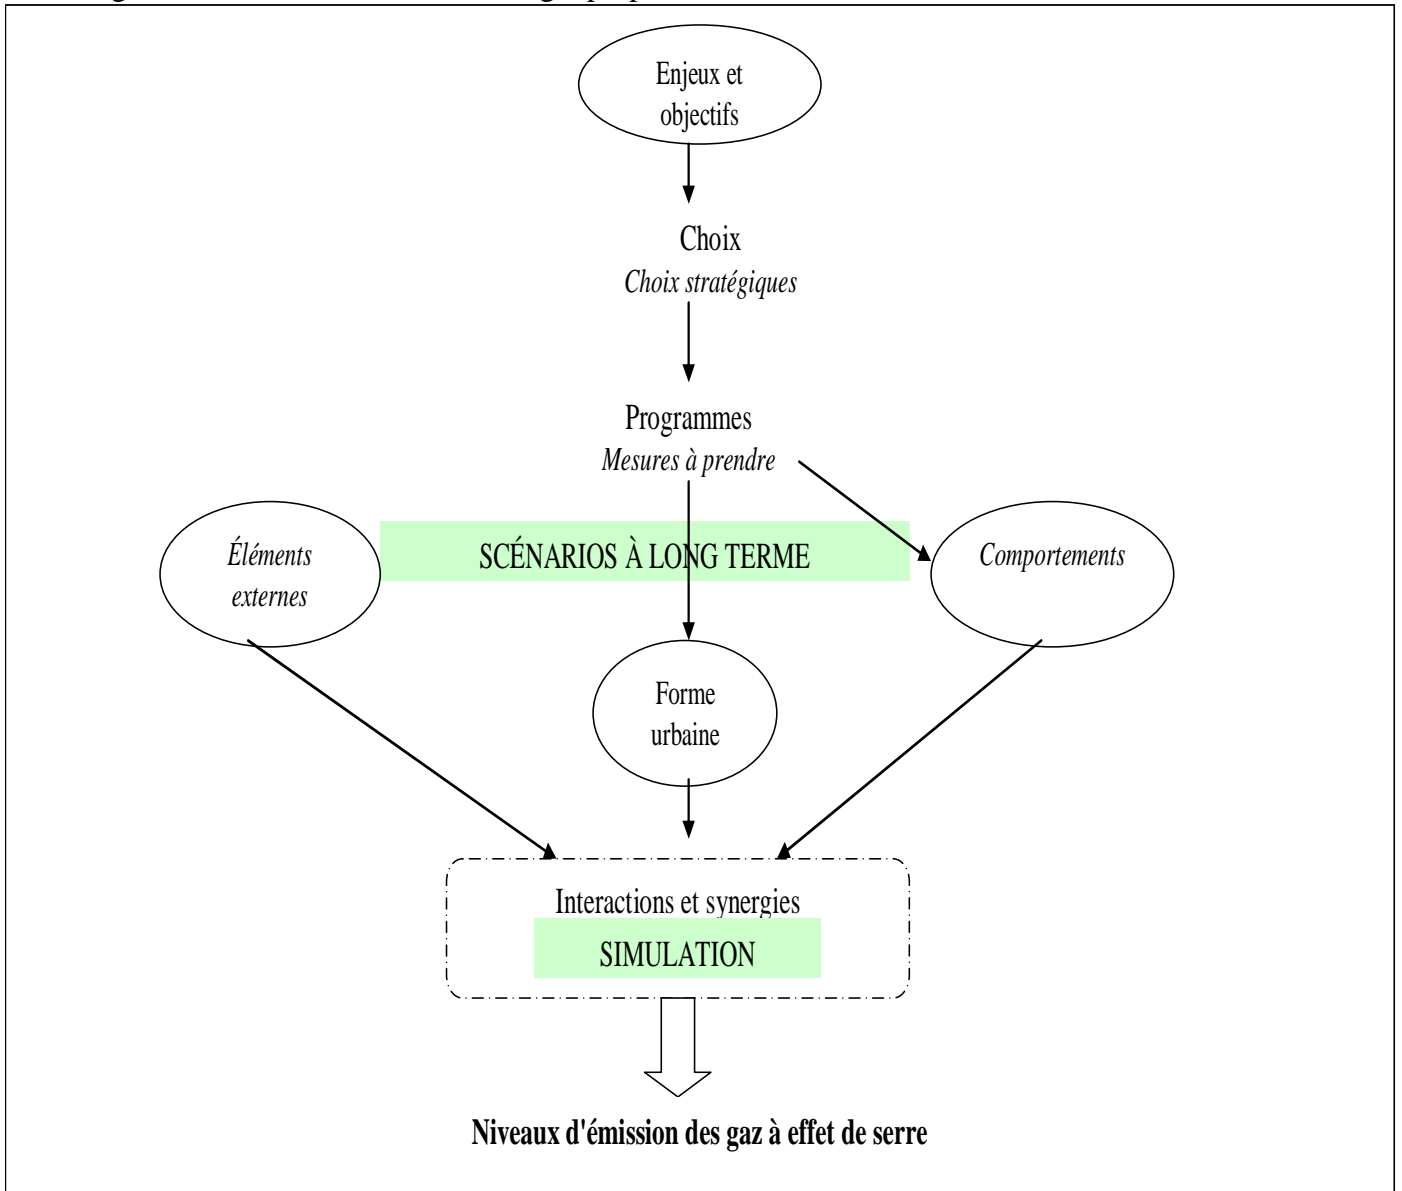 Enjeux et
objectifs
Choix
Choix stratégiques
Programmes
Mesures à prendre
SCÉNARIOS À LONG TERME
Éléments
externes
Comportements
Forme
urbaine
Interactions et synergies
SIMULATION
Niveaux d'émission des gaz à effet de serre